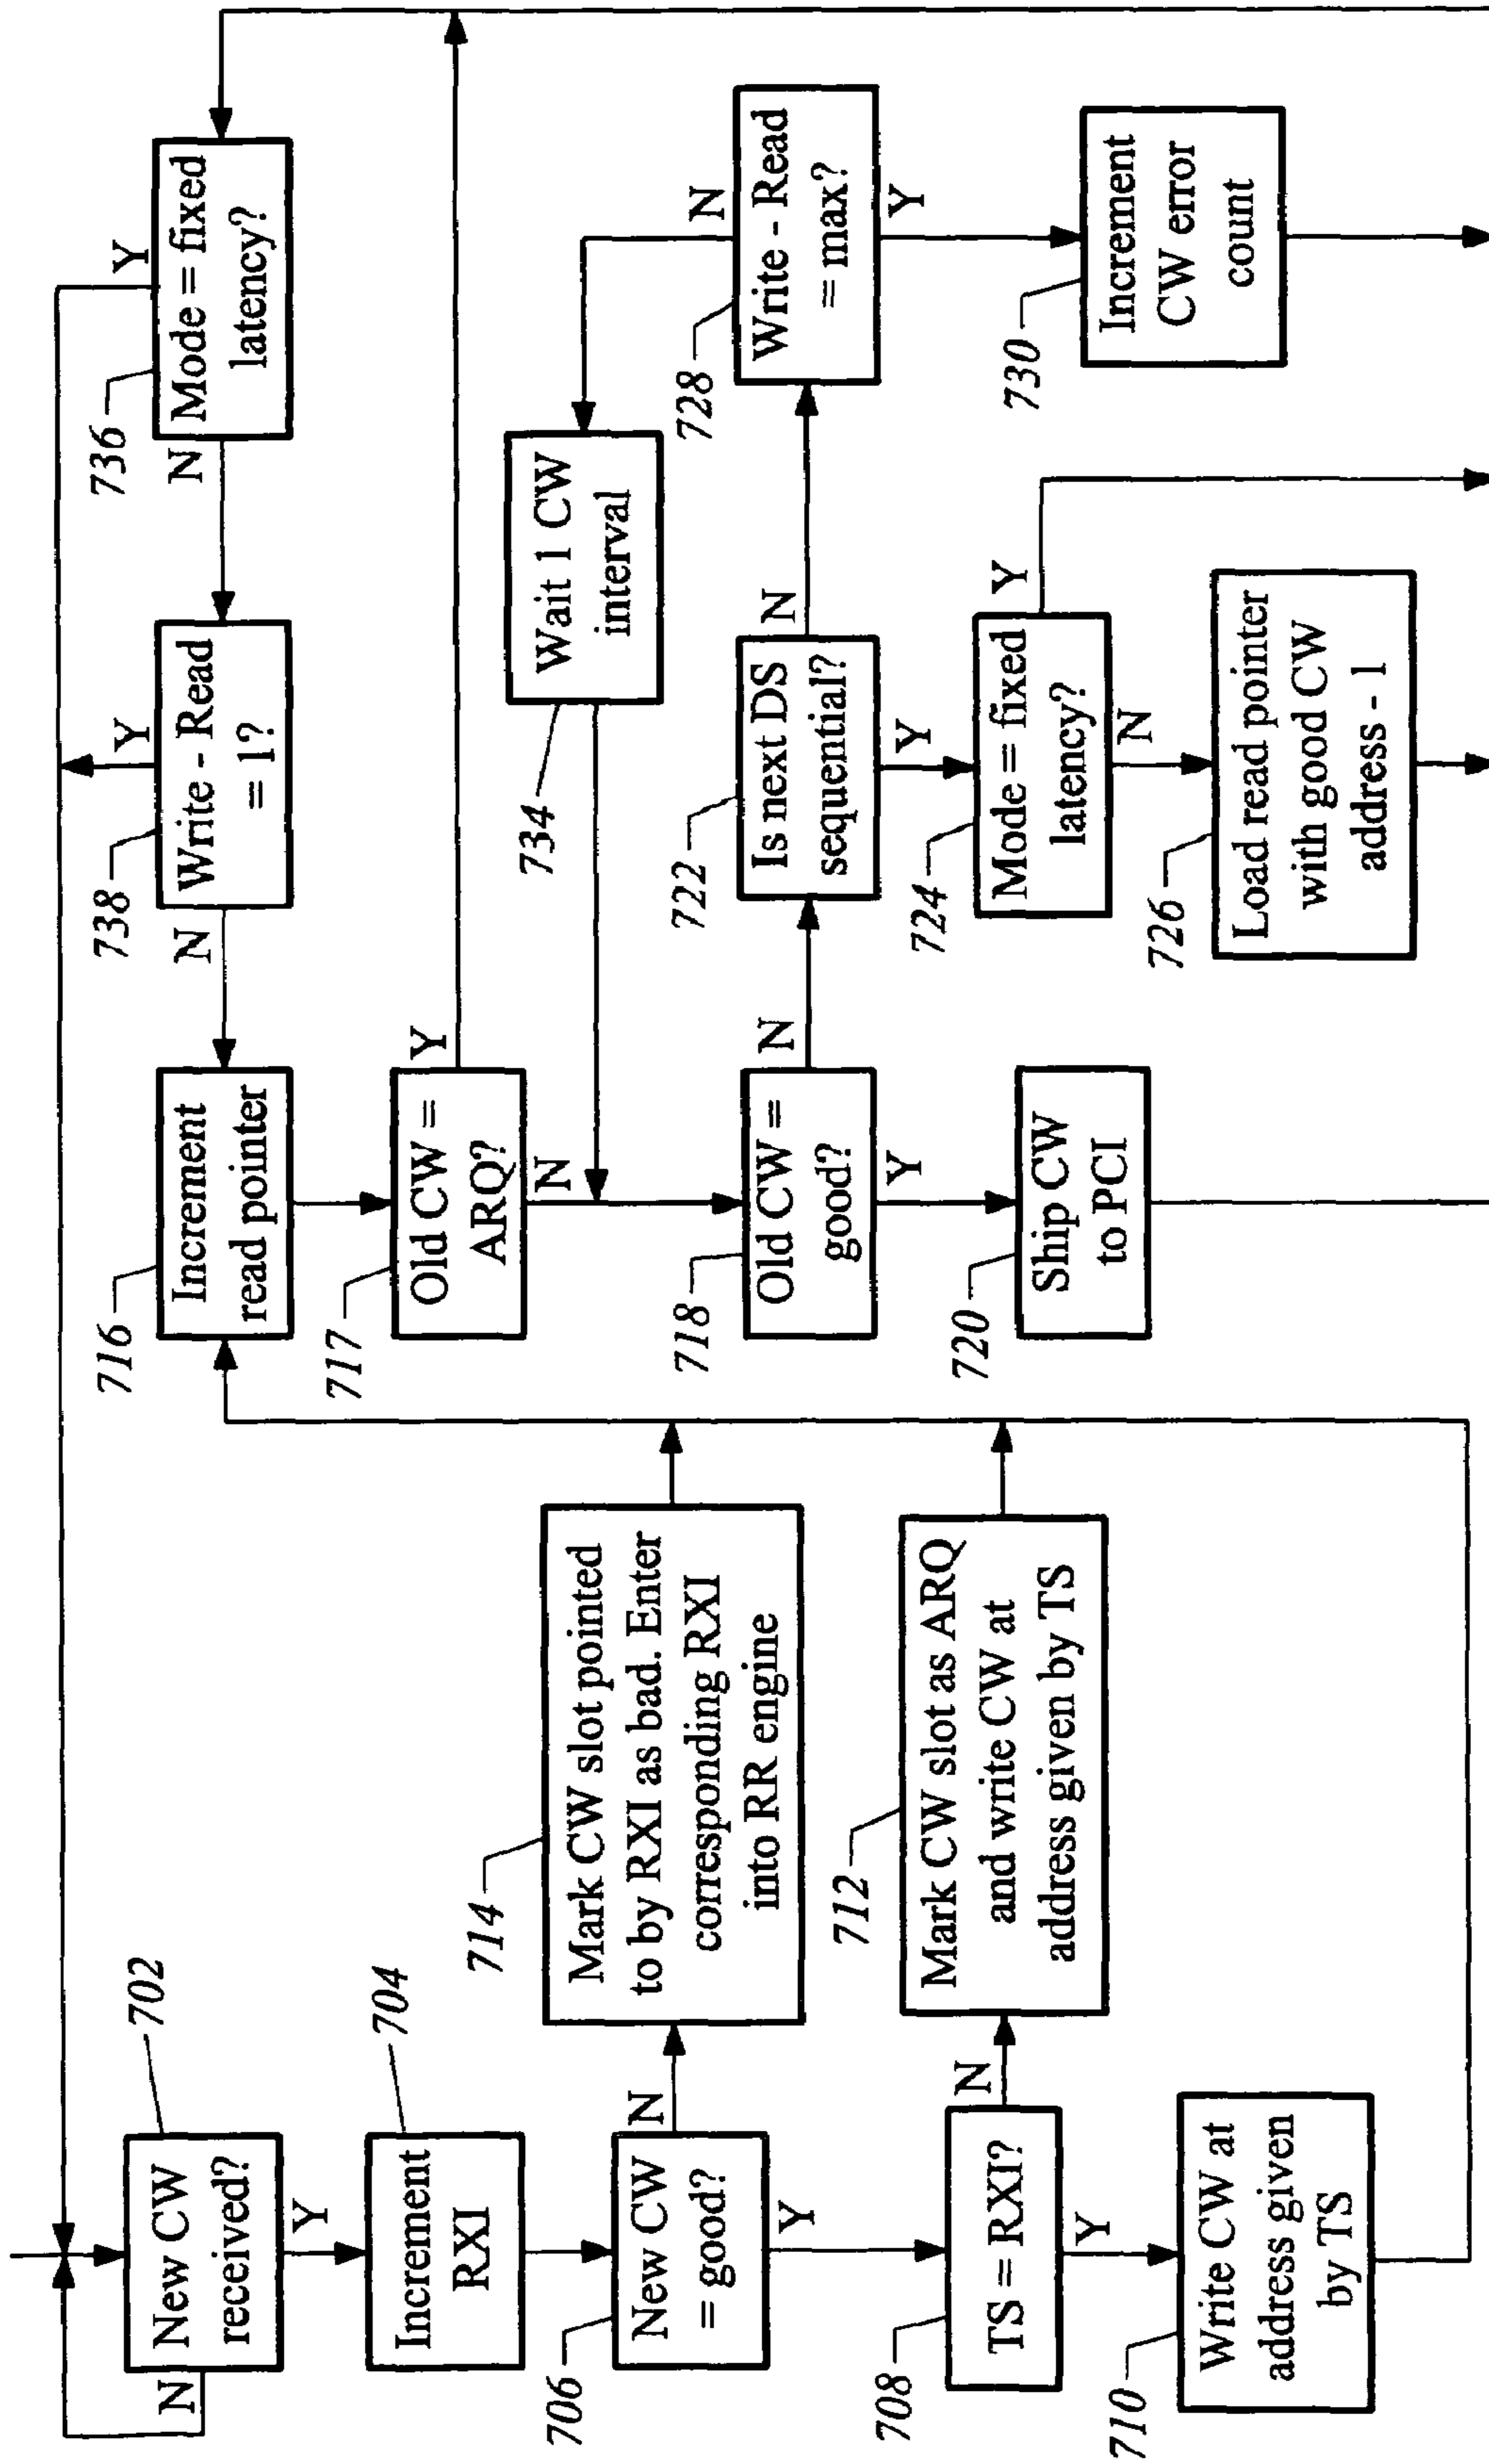 702
New CW
received?
N
Y
704
Increment
RXI
706
New CW
= good?
N
Y
714
Mark CW slot pointed
to by RXI as bad. Enter
corresponding RXI
into RR engine
708
TS = RXI?
N
Y
712
Mark CW slot as ARQ
and write CW at
address given by TS
710
Write CW at
address given
by TS
716
Increment
read pointer
717
Old CW =
ARQ?
Y
N
718
Old CW =
good?
N
Y
720
Ship CW
to PCI
738
Write - Read
= 1?
Y
N
736
Mode = fixed
latency?
Y
N
734
Wait 1 CW
interval
722
Is next DS
sequential?
N
Y
724
Mode = fixed
latency?
Y
N
726
Load read pointer
with good CW
address - 1
728
Write - Read
= max?
N
Y
730
Increment
CW error
count